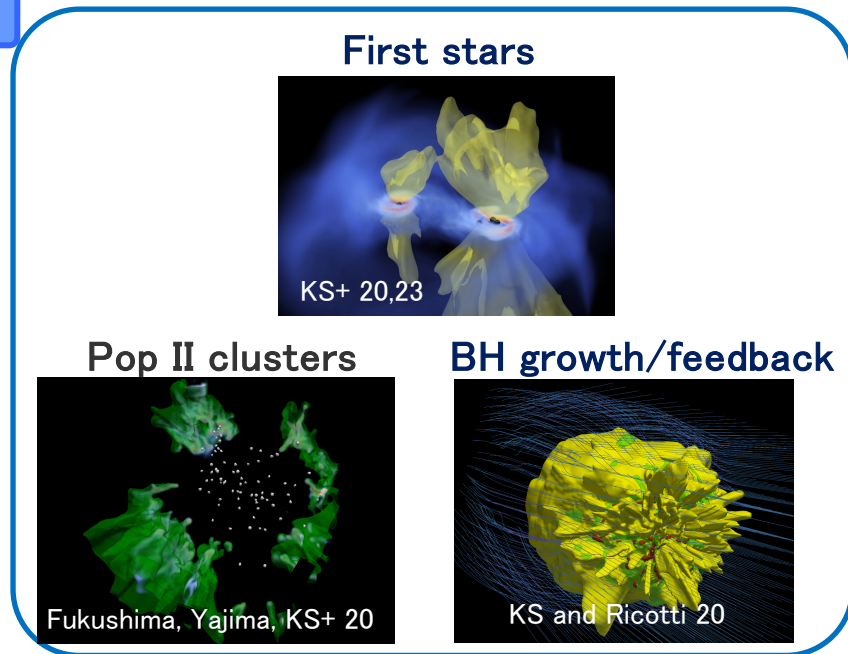 First stars
KS+ 20,23
Pop II clusters
BH growth/feedback
Fukushima, Yajima, KS+ 20
KS and Ricotti 20